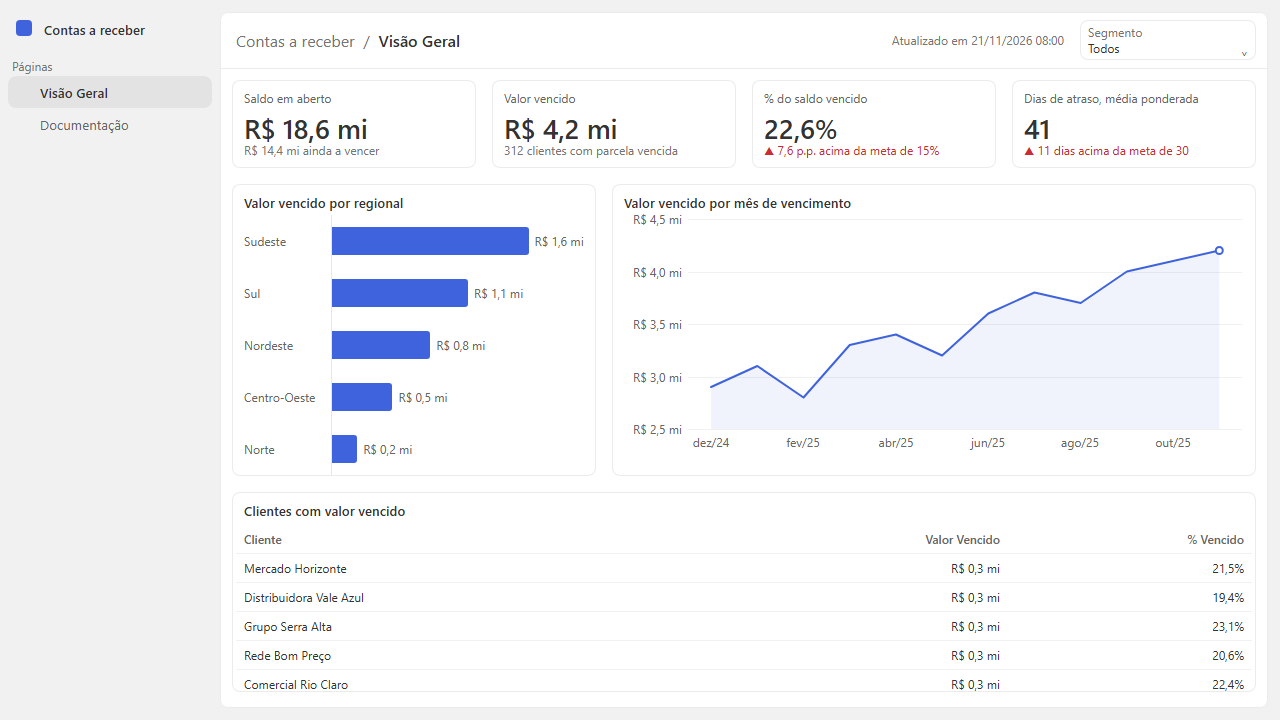 Contas a receber
Páginas
Visão Geral
Documentação
Contas a receber / Visão Geral
Atualizado em 21/11/2026 08:00
Segmento
Todos
Saldo em aberto
R$ 18,6 mi
R$ 14,4 mi ainda a vencer
Valor vencido
R$ 4,2 mi
312 clientes com parcela vencida
% do saldo vencido
22,6%
▲ 7,6 p.p. acima da meta de 15%
Dias de atraso, média ponderada
41
▲ 11 dias acima da meta de 30
Valor vencido por regional
Sudeste R$ 1,6 mi
Sul R$ 1,1 mi
Nordeste R$ 0,8 mi
Centro-Oeste R$ 0,5 mi
Norte R$ 0,2 mi
Valor vencido por mês de vencimento
R$ 4,5 mi
R$ 4,0 mi
R$ 3,5 mi
R$ 3,0 mi
R$ 2,5 mi
dez/24 fev/25 abr/25 jun/25 ago/25 out/25
Clientes com valor vencido
Cliente Valor Vencido % Vencido
Mercado Horizonte R$ 0,3 mi 21,5%
Distribuidora Vale Azul R$ 0,3 mi 19,4%
Grupo Serra Alta R$ 0,3 mi 23,1%
Rede Bom Preço R$ 0,3 mi 20,6%
Comercial Rio Claro R$ 0,3 mi 22,4%